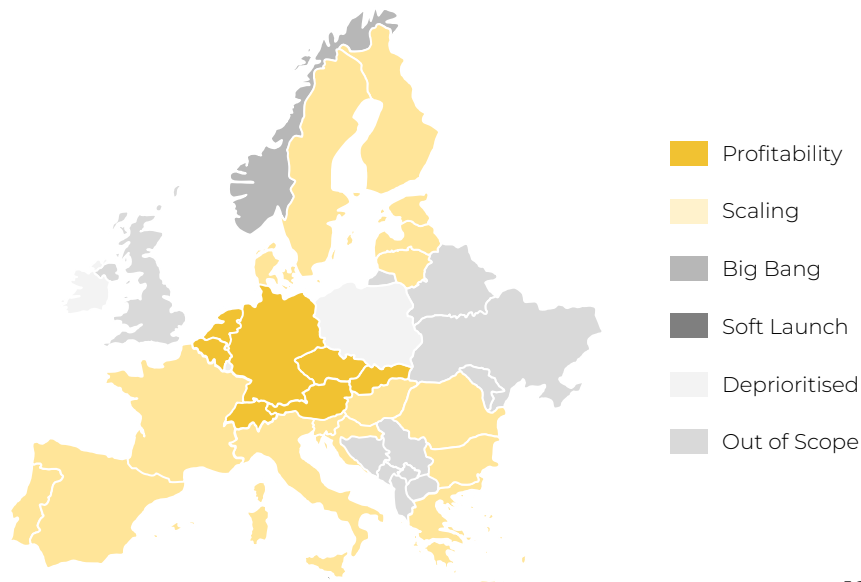 Profitability
Scaling
Big Bang
Soft Launch
Deprioritised
Out of Scope